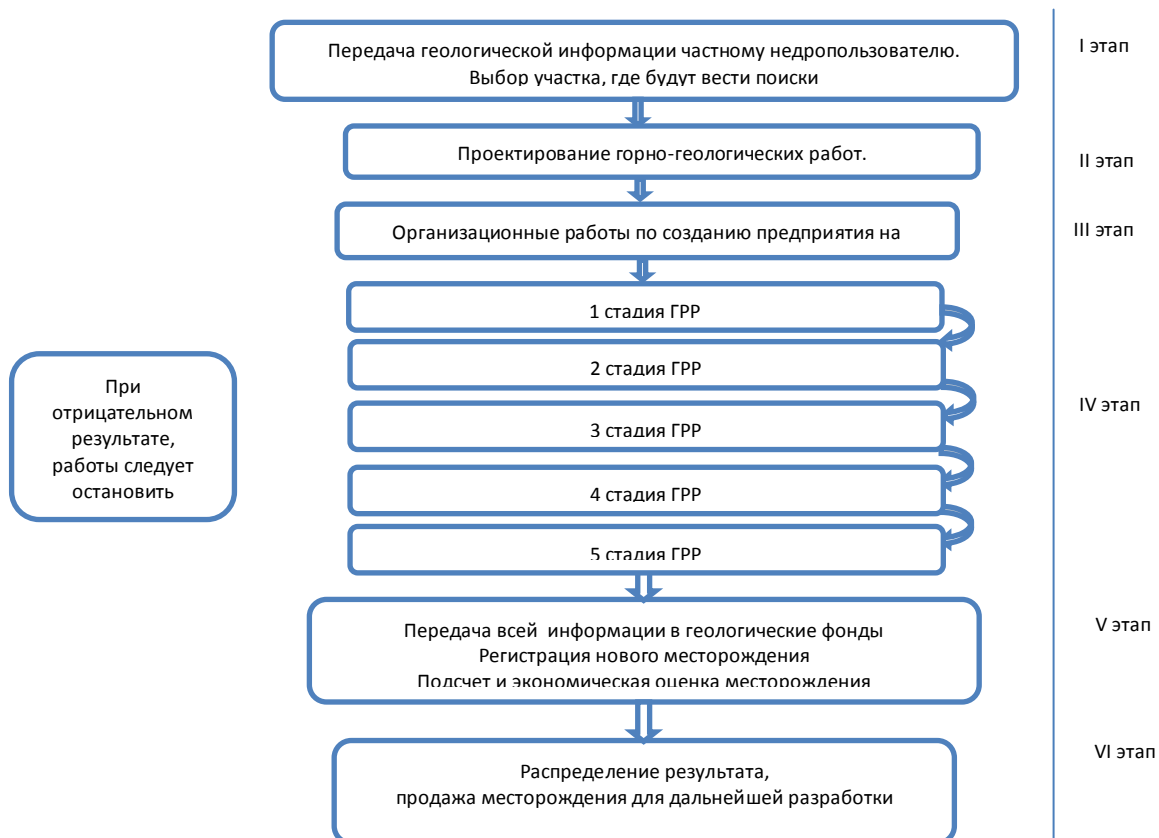 Передача геологической информации частному недропользователю.
Выбор участка, где будут вести поиски
I этап
Проектирование горно-геологических работ.
II этап
Организационные работы по созданию предприятия на
III этап
1 стадия ГРР
2 стадия ГРР
3 стадия ГРР
4 стадия ГРР
5 стадия ГРР
IV этап
При
отрицательном
результате,
работы следует
остановить
Передача всей информации в геологические фонды
Регистрация нового месторождения
Подсчет и экономическая оценка месторождения
V этап
Распределение результата,
продажа месторождения для дальнейшей разработки
VI этап